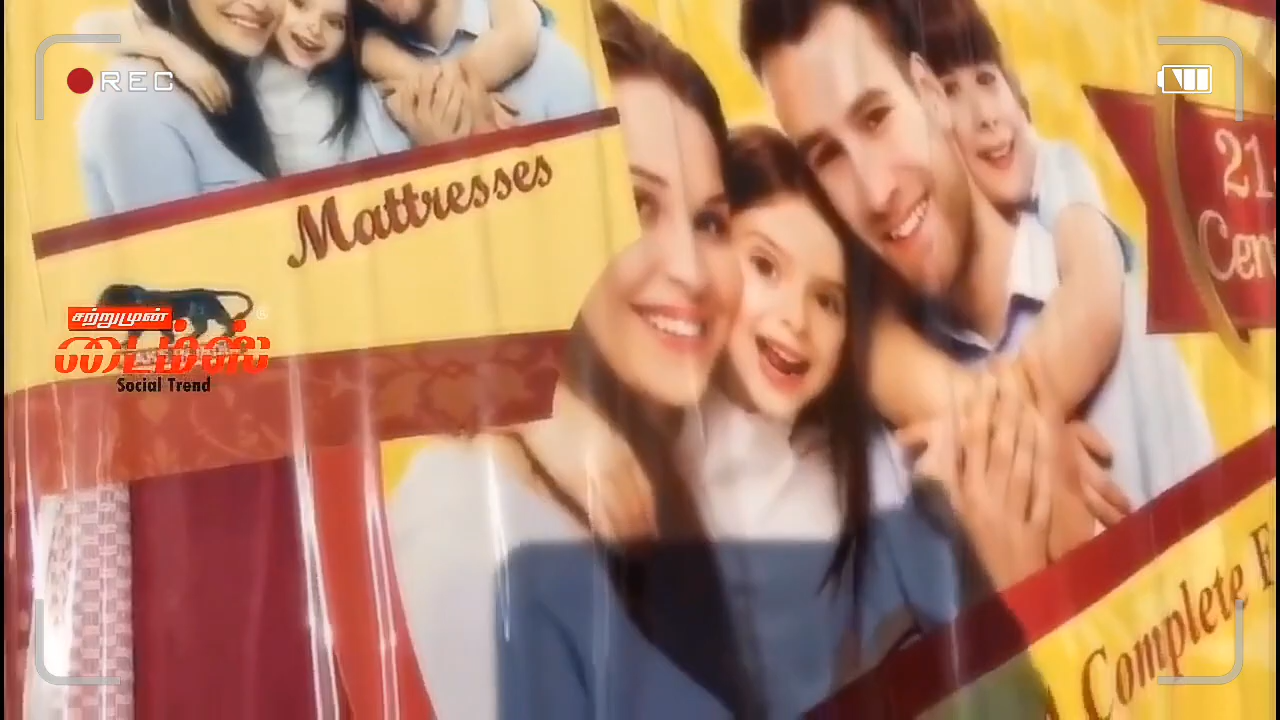 REC
Mattresses
21
Cen
சற்றுமுன்
டைம்ஸ்
Social Trend
Complete